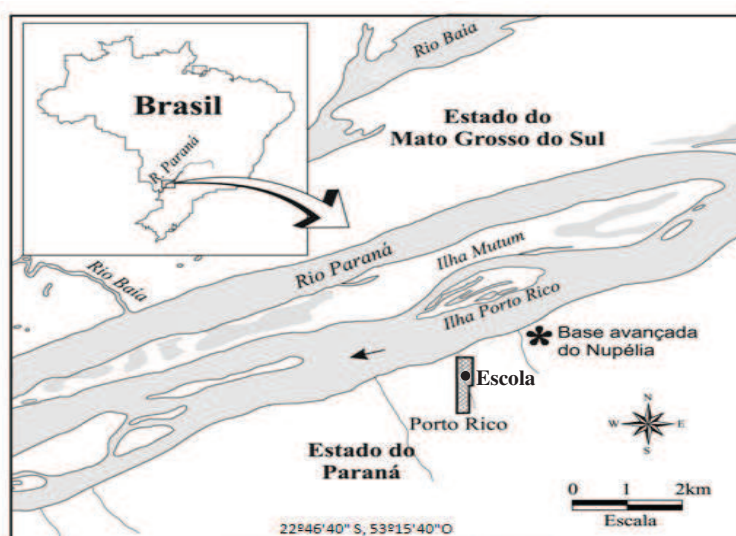 Brasil
R. Paraná
Rio Baia
Estado do
Mato Grosso do Sul
Rio Baia
Rio Paraná
Ilha Mutum
Ilha Porto Rico
Base avançada
do Nupélia
Escola
Porto Rico
Estado do
Paraná
N
W E
S
0 1 2km
Escala
22º46'40" S, 53º15'40"O